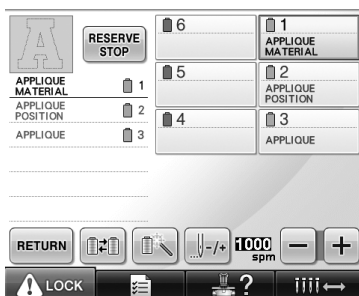 RESERVE
STOP
APPLIQUE
MATERIAL 1
APPLIQUE
POSITION 2
APPLIQUE 3
6
1
APPLIQUE
MATERIAL
5
2
APPLIQUE
POSITION
4
3
APPLIQUE
RETURN
-/+
1000
spm
- +
LOCK
?